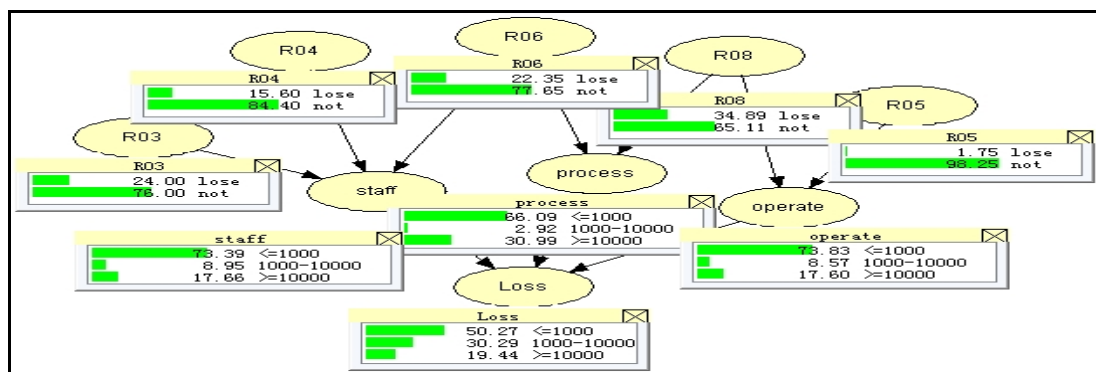 R04
R06
R08
R04
15.60 lose
84.40 not
R06
22.35 lose
77.65 not
R08
34.89 lose
65.11 not
R05
R05
1.75 lose
98.25 not
R03
R03
24.00 lose
76.00 not
staff
process
operate
process
66.09 <=1000
2.92 1000-10000
30.99 >=10000
staff
73.39 <=1000
8.95 1000-10000
17.66 >=10000
operate
73.83 <=1000
8.57 1000-10000
17.60 >=10000
Loss
Loss
50.27 <=1000
30.29 1000-10000
19.44 >=10000